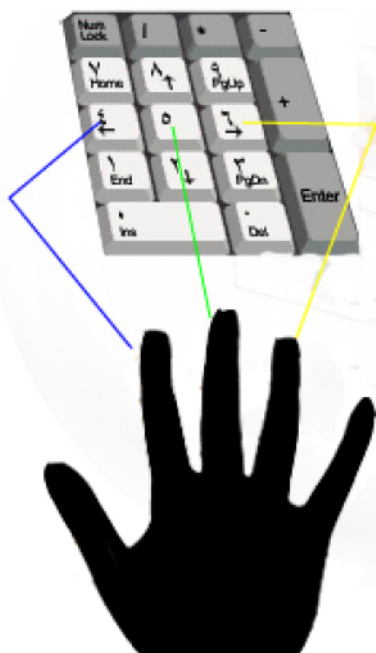 Num Lock / * -
٧ Home ٨ ↑ ٩ PgUp +
٤ ← ٥ ٦ →
١ End ٢ ↓ ٣ PgDn Enter
٠ Ins . Del